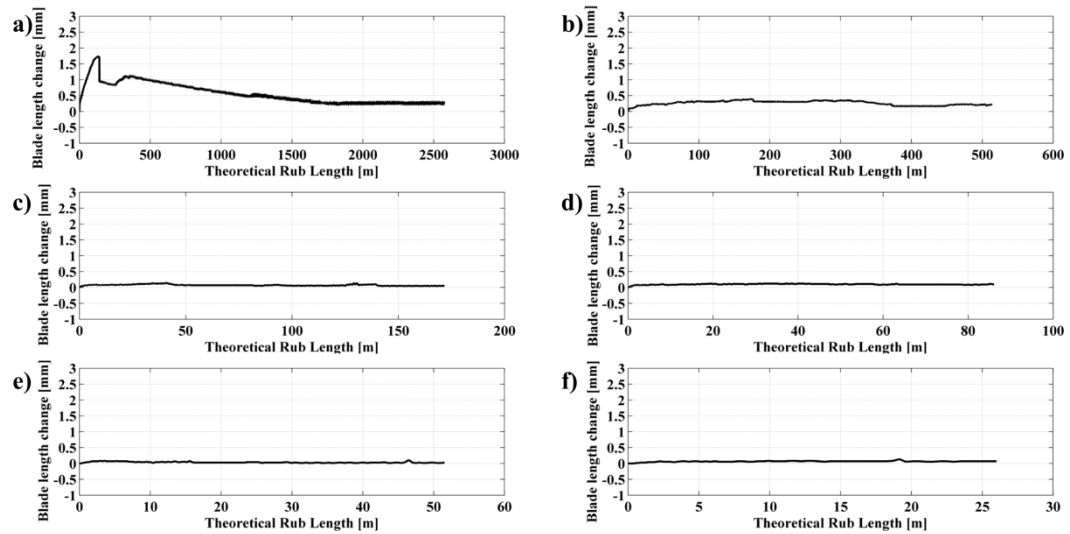 a)
Blade length change [mm]
3
2.5
2
1.5
1
0.5
0
-0.5
-1
0 500 1000 1500 2000 2500 3000
Theoretical Rub Length [m]
b)
Blade length change [mm]
3
2.5
2
1.5
1
0.5
0
-0.5
-1
0 100 200 300 400 500 600
Theoretical Rub Length [m]
c)
Blade length change [mm]
3
2.5
2
1.5
1
0.5
0
-0.5
-1
0 50 100 150 200
Theoretical Rub Length [m]
d)
Blade length change [mm]
3
2.5
2
1.5
1
0.5
0
-0.5
-1
0 20 40 60 80 100
Theoretical Rub Length [m]
e)
Blade length change [mm]
3
2.5
2
1.5
1
0.5
0
-0.5
-1
0 10 20 30 40 50 60
Theoretical Rub Length [m]
f)
Blade length change [mm]
3
2.5
2
1.5
1
0.5
0
-0.5
-1
0 5 10 15 20 25 30
Theoretical Rub Length [m]